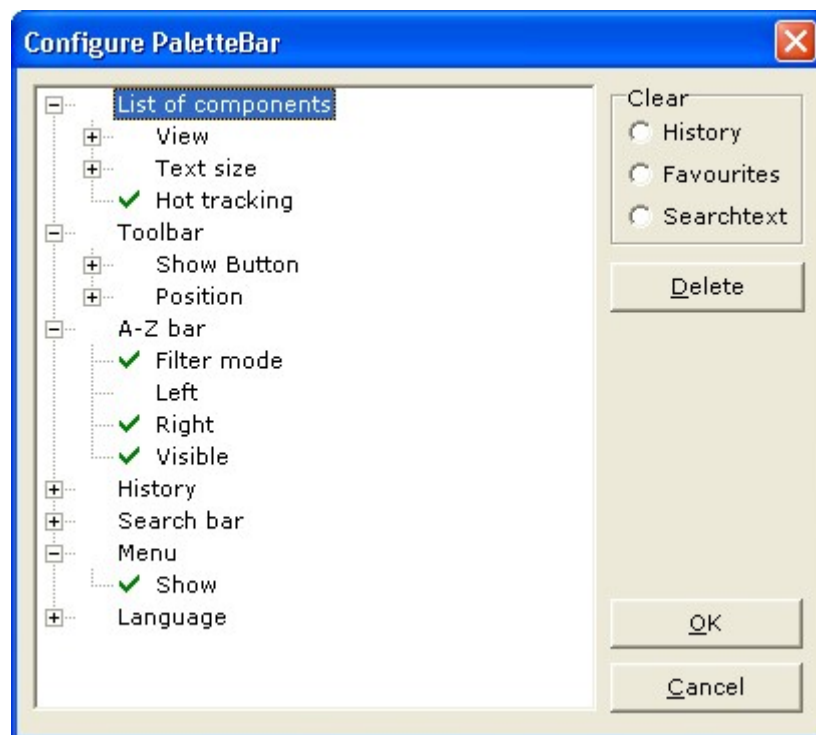 Configure PaletteBar
List of components
View
Text size
Hot tracking
Toolbar
Show Button
Position
A-Z bar
Filter mode
Left
Right
Visible
History
Search bar
Menu
Show
Language
Clear
History
Favourites
Searchtext
Delete
OK
Cancel